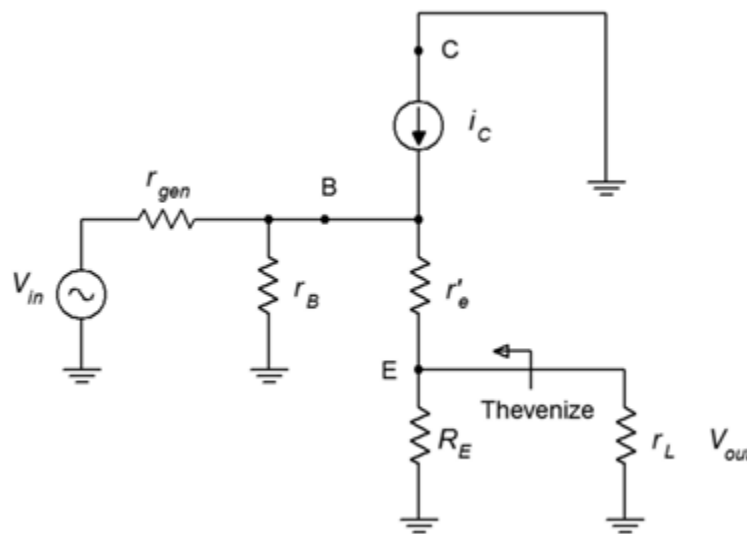 C
i_C
r_gen
B
V_in
r_B
r'_e
E
Thevenize
R_E
r_L
V_out